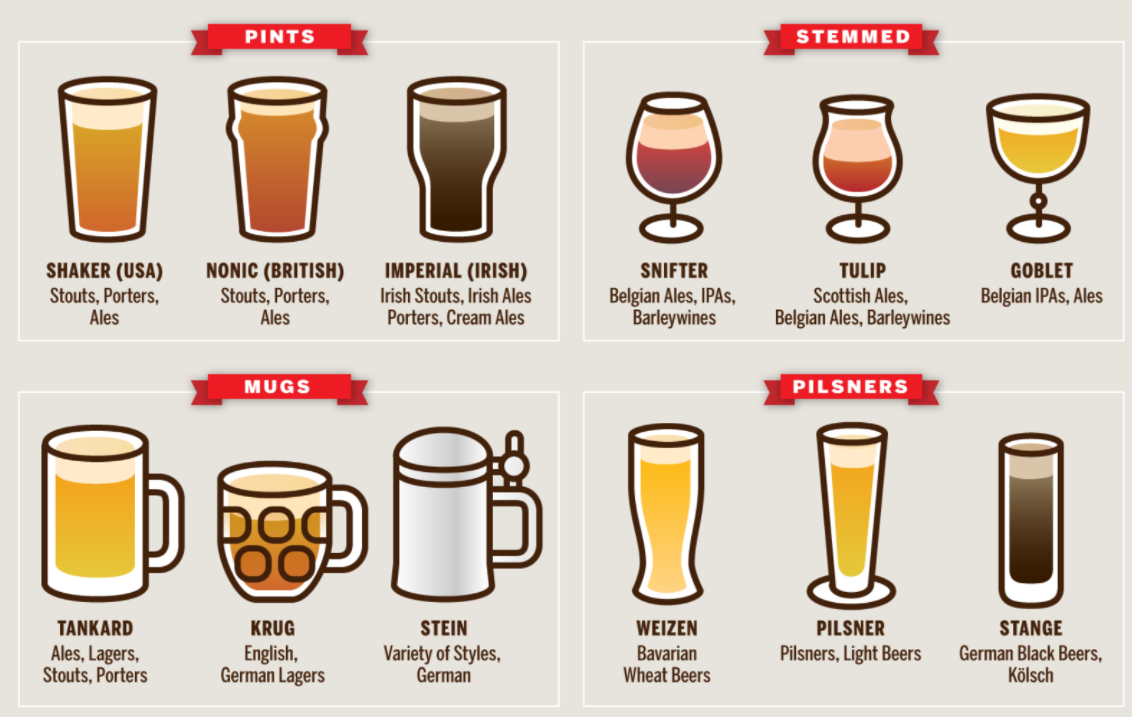 PINTS
SHAKER (USA)
Stouts, Porters,
Ales
NONIC (BRITISH)
Stouts, Porters,
Ales
IMPERIAL (IRISH)
Irish Stouts, Irish Ales
Porters, Cream Ales
STEMMED
SNIFTER
Belgian Ales, IPAs,
Barleywines
TULIP
Scottish Ales,
Belgian Ales, Barleywines
GOBLET
Belgian IPAs, Ales
MUGS
TANKARD
Ales, Lagers,
Stouts, Porters
KRUG
English,
German Lagers
STEIN
Variety of Styles,
German
PILSNERS
WEIZEN
Bavarian
Wheat Beers
PILSNER
Pilsners, Light Beers
STANGE
German Black Beers,
Kölsch